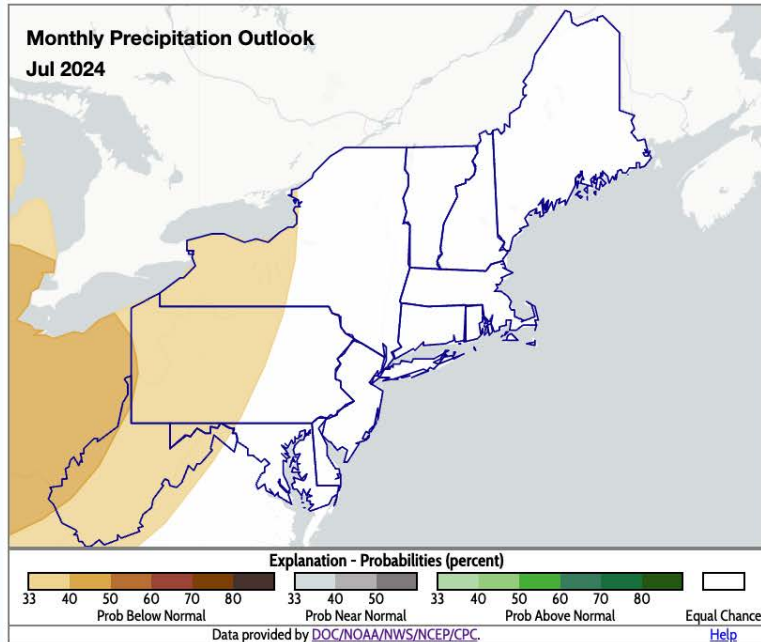 Monthly Precipitation Outlook
Jul 2024
Explanation - Probabilities (percent)
33 40 50 60 70 80 33 40 50 33 40 50 60 70 80
Prob Below Normal Prob Near Normal Prob Above Normal Equal Chance
Data provided by DOC/NOAA/NWS/NCEP/CPC. Help